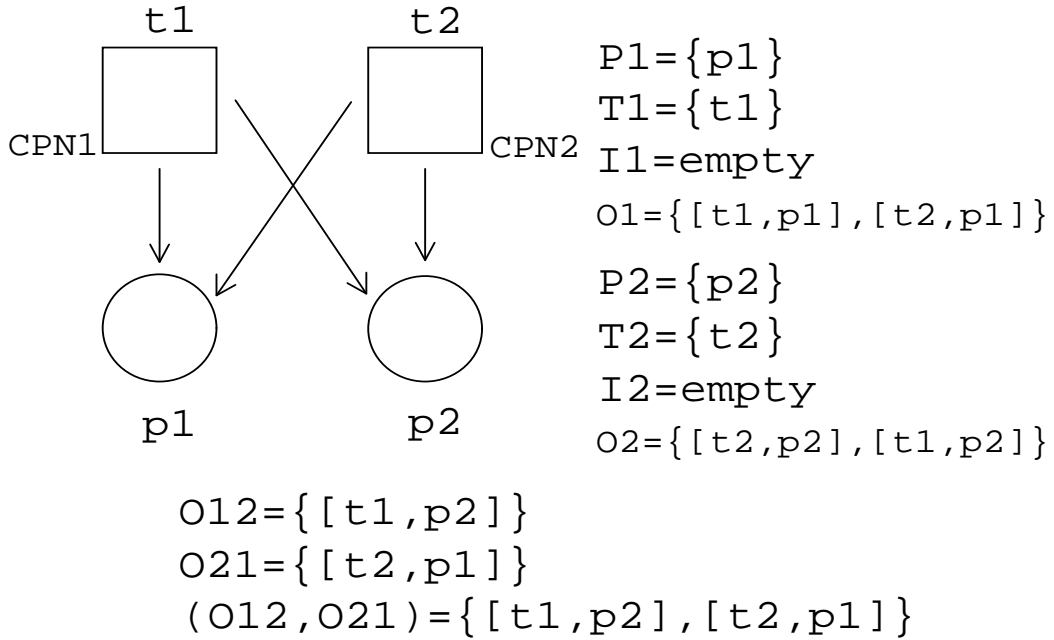 t1 t2
CPN1 CPN2
p1 p2
P1={p1}
T1={t1}
I1=empty
O1={[t1,p1],[t2,p1]}
P2={p2}
T2={t2}
I2=empty
O2={[t2,p2],[t1,p2]}
O12={[t1,p2]}
O21={[t2,p1]}
(O12,O21)={[t1,p2],[t2,p1]}